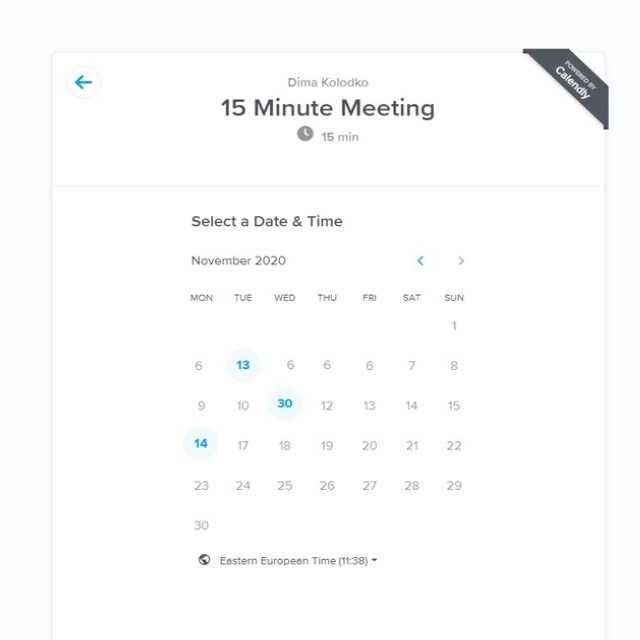 POWERED BY
Calendly
Dima Kolodko
15 Minute Meeting
15 min
Select a Date & Time
November 2020
MON TUE WED THU FRI SAT SUN
1
6 13 6 6 6 7 8
9 10 30 12 13 14 15
14 17 18 19 20 21 22
23 24 25 26 27 28 29
30
Eastern European Time (11:38)